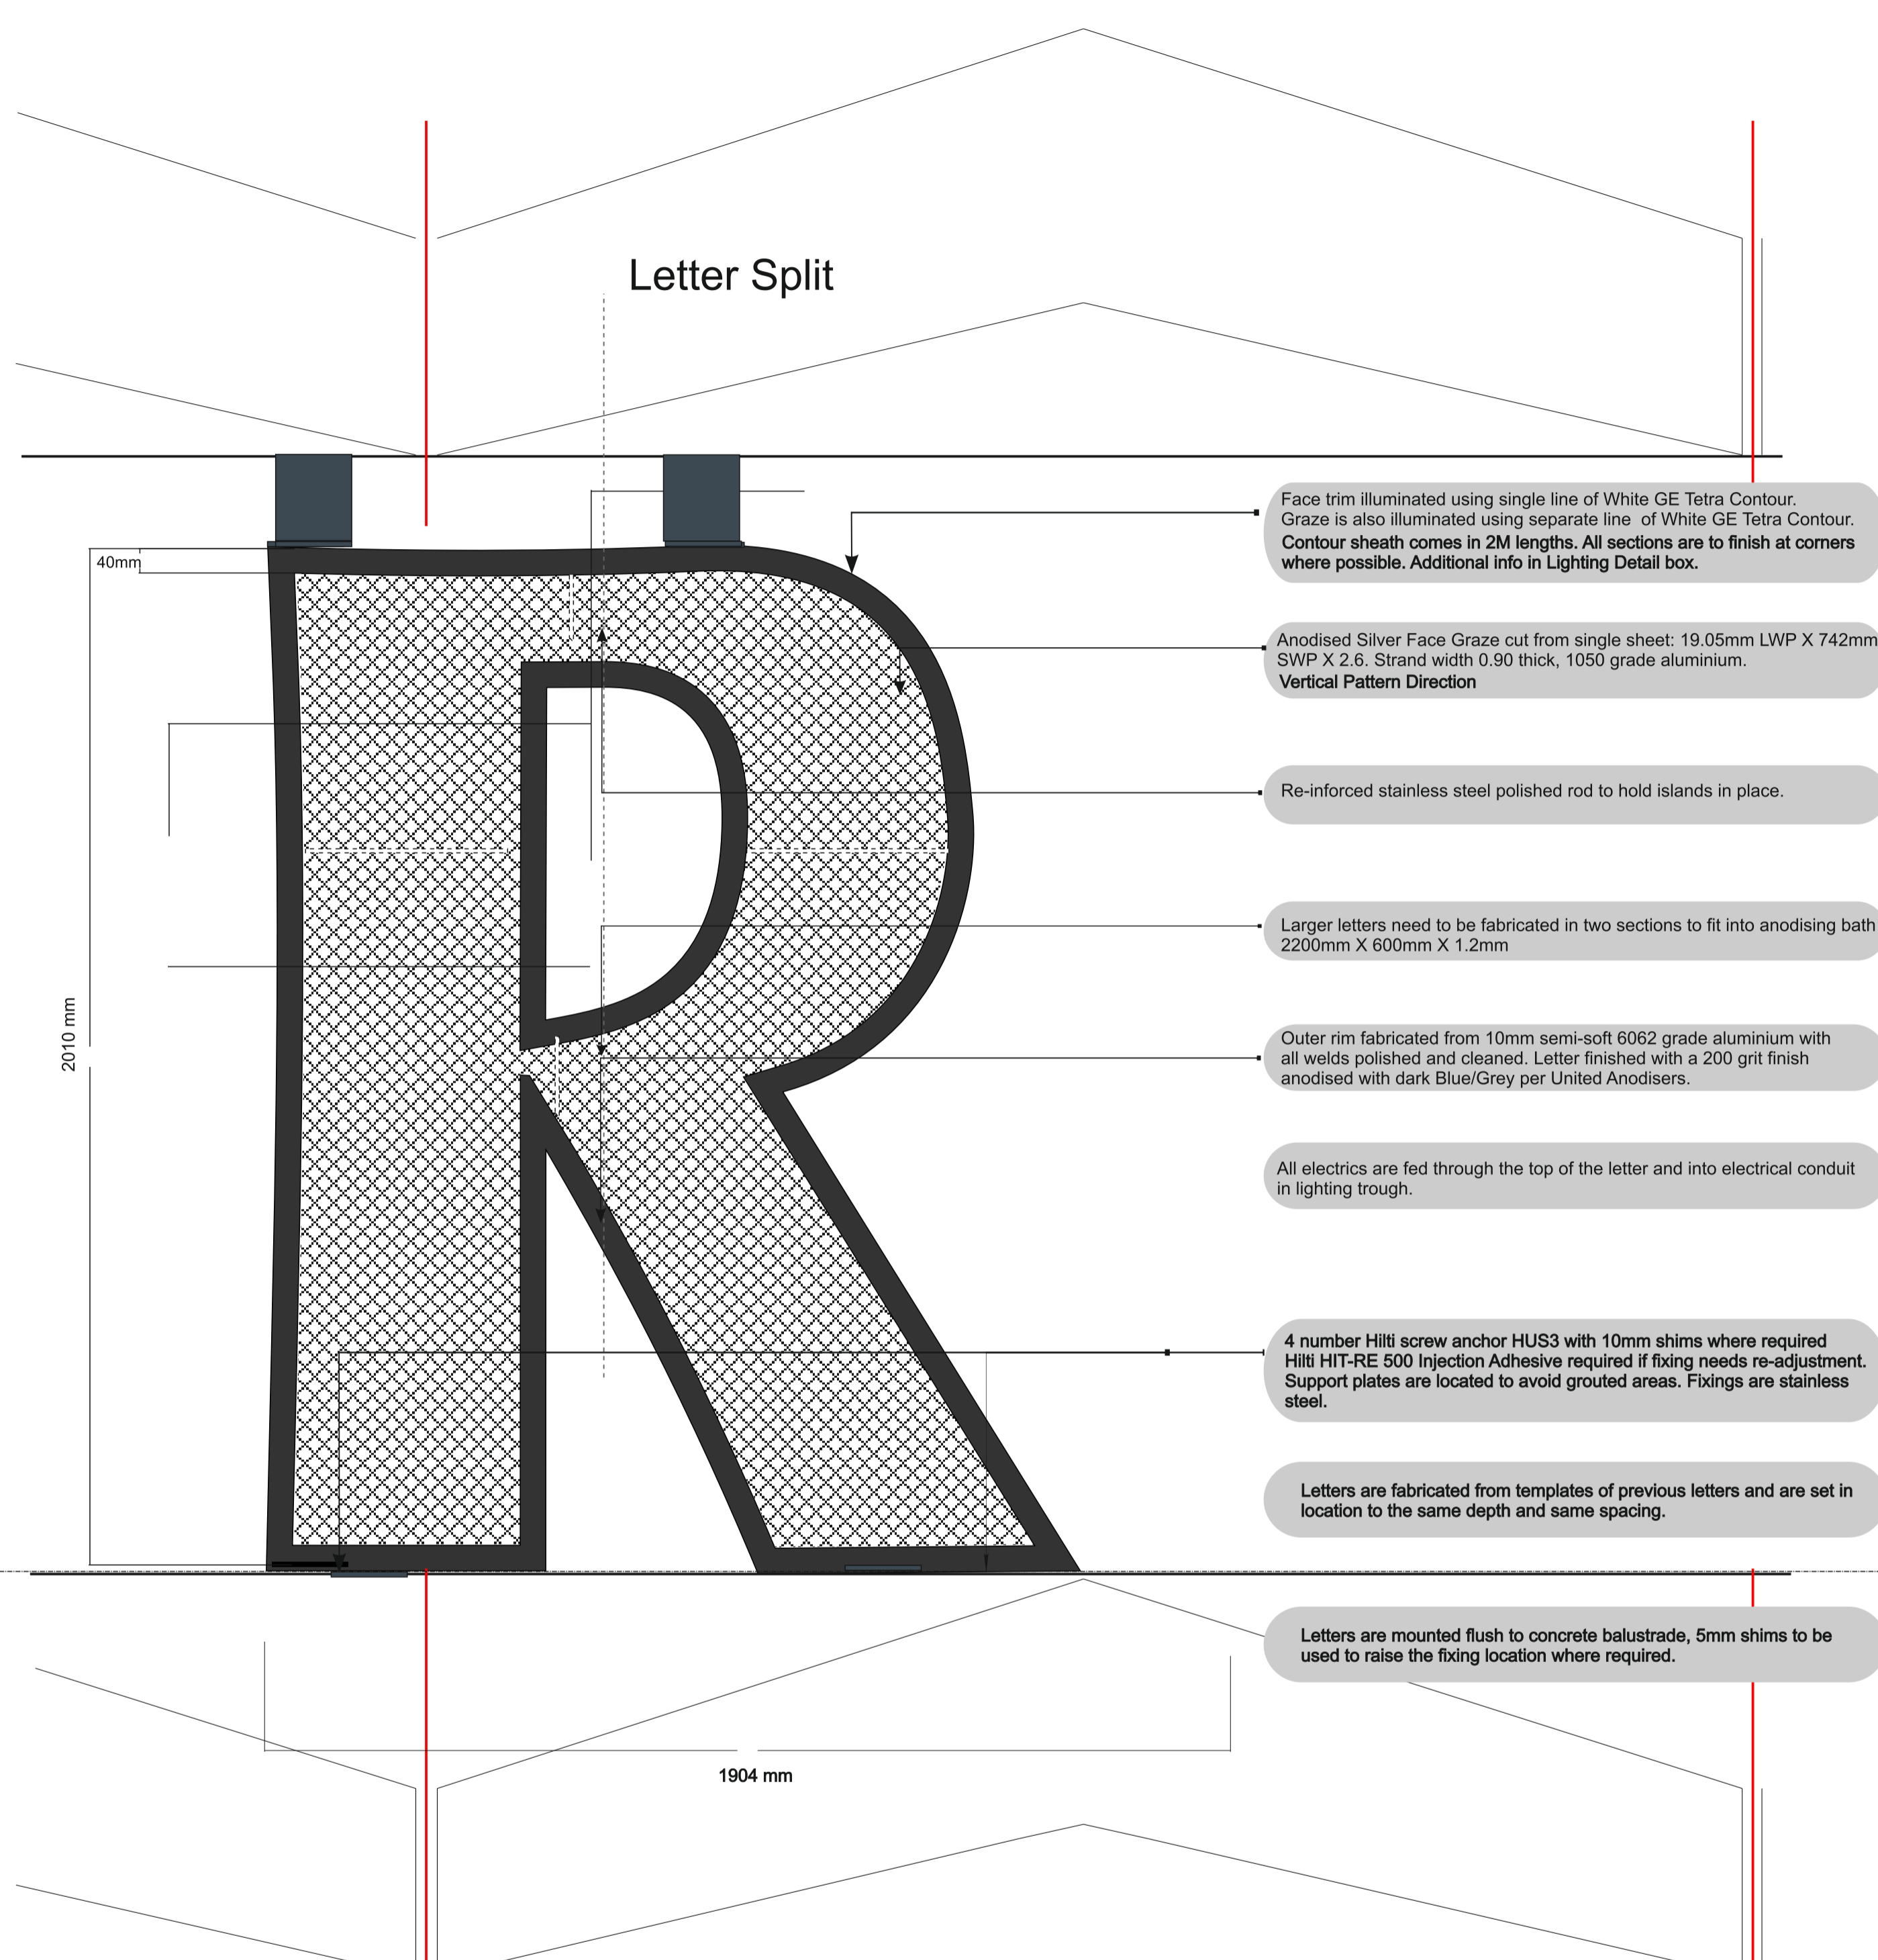 Letter Split
Face trim illuminated using single line of White GE Tetra Contour.
Graze is also illuminated using separate line of White GE Tetra Contour.
Contour sheath comes in 2M lengths. All sections are to finish at corners
where possible. Additional info in Lighting Detail box.
40mm
Anodised Silver Face Graze cut from single sheet: 19.05mm LWP X 742mm
SWP X 2.6. Strand width 0.90 thick, 1050 grade aluminium.
Vertical Pattern Direction
Re-inforced stainless steel polished rod to hold islands in place.
Larger letters need to be fabricated in two sections to fit into anodising bath
2200mm X 600mm X 1.2mm
2010 mm
Outer rim fabricated from 10mm semi-soft 6062 grade aluminium with
all welds polished and cleaned. Letter finished with a 200 grit finish
anodised with dark Blue/Grey per United Anodisers.
All electrics are fed through the top of the letter and into electrical conduit
in lighting trough.
4 number Hilti screw anchor HUS3 with 10mm shims where required
Hilti HIT-RE 500 Injection Adhesive required if fixing needs re-adjustment.
Support plates are located to avoid grouted areas. Fixings are stainless
steel.
Letters are fabricated from templates of previous letters and are set in
location to the same depth and same spacing.
Letters are mounted flush to concrete balustrade, 5mm shims to be
used to raise the fixing location where required.
1904 mm
R